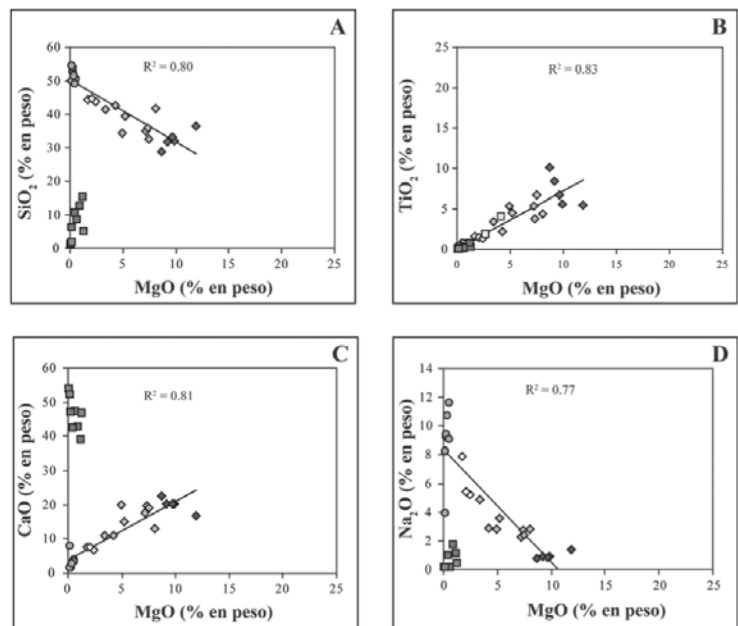 A
R² = 0.80
SiO₂ (% en peso)
60
50
40
30
20
10
0
0 5 10 15 20 25
MgO (% en peso)
B
R² = 0.83
TiO₂ (% en peso)
25
20
15
10
5
0
0 5 10 15 20 25
MgO (% en peso)
C
R² = 0.81
CaO (% en peso)
60
50
40
30
20
10
0
0 5 10 15 20 25
MgO (% en peso)
D
R² = 0.77
Na₂O (% en peso)
14
12
10
8
6
4
2
0
0 5 10 15 20 25
MgO (% en peso)